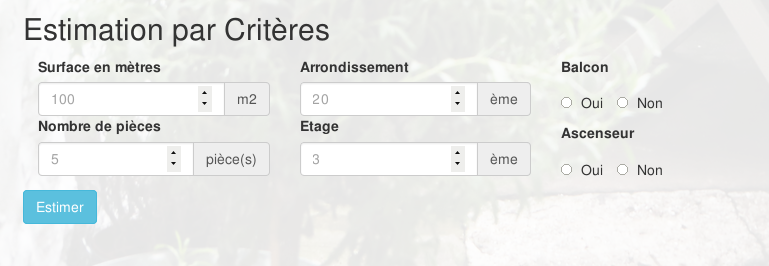 Estimation par Critères
Surface en mètres
100 m2
Arrondissement
20 ème
Balcon
Oui Non
Nombre de pièces
5 pièce(s)
Etage
3 ème
Ascenseur
Oui Non
Estimer